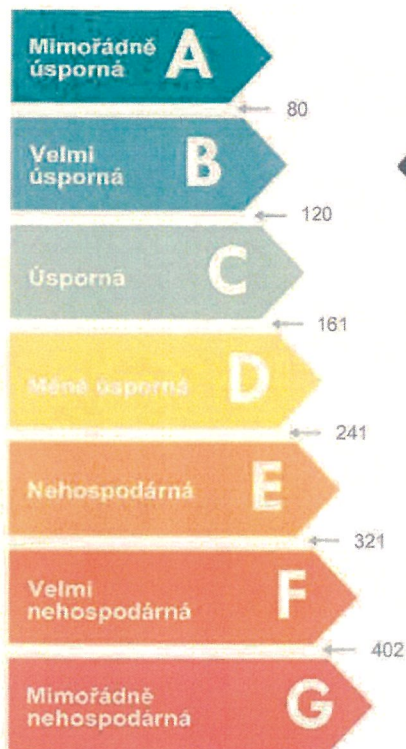 Mimořádně
úsporná A
80
Velmi
úsporná B
120
Úsporná C
161
Méně úsporná D
241
Nehospodárná E
321
Velmi
nehospodárná F
402
Mimořádně
nehospodárná G